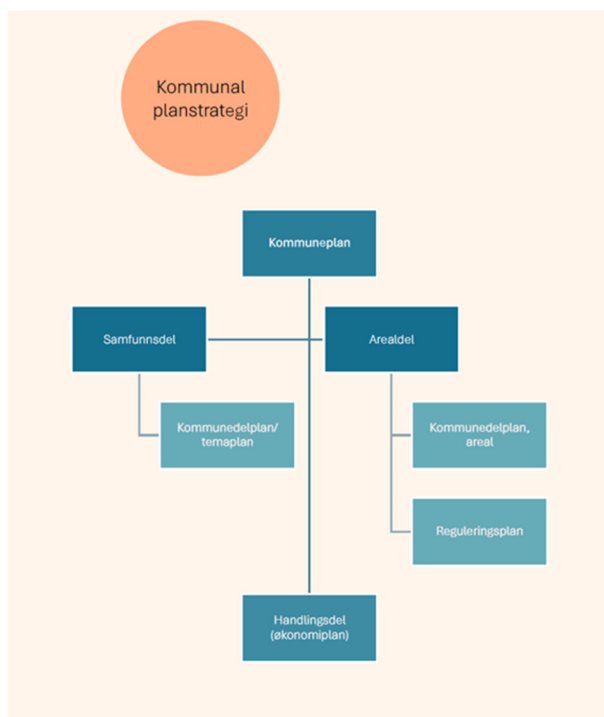 Kommunal
planstrategi
Kommuneplan
Samfunnsdel
Arealdel
Kommunedelplan/
temaplan
Kommunedelplan,
areal
Reguleringsplan
Handlingsdel
(økonomiplan)